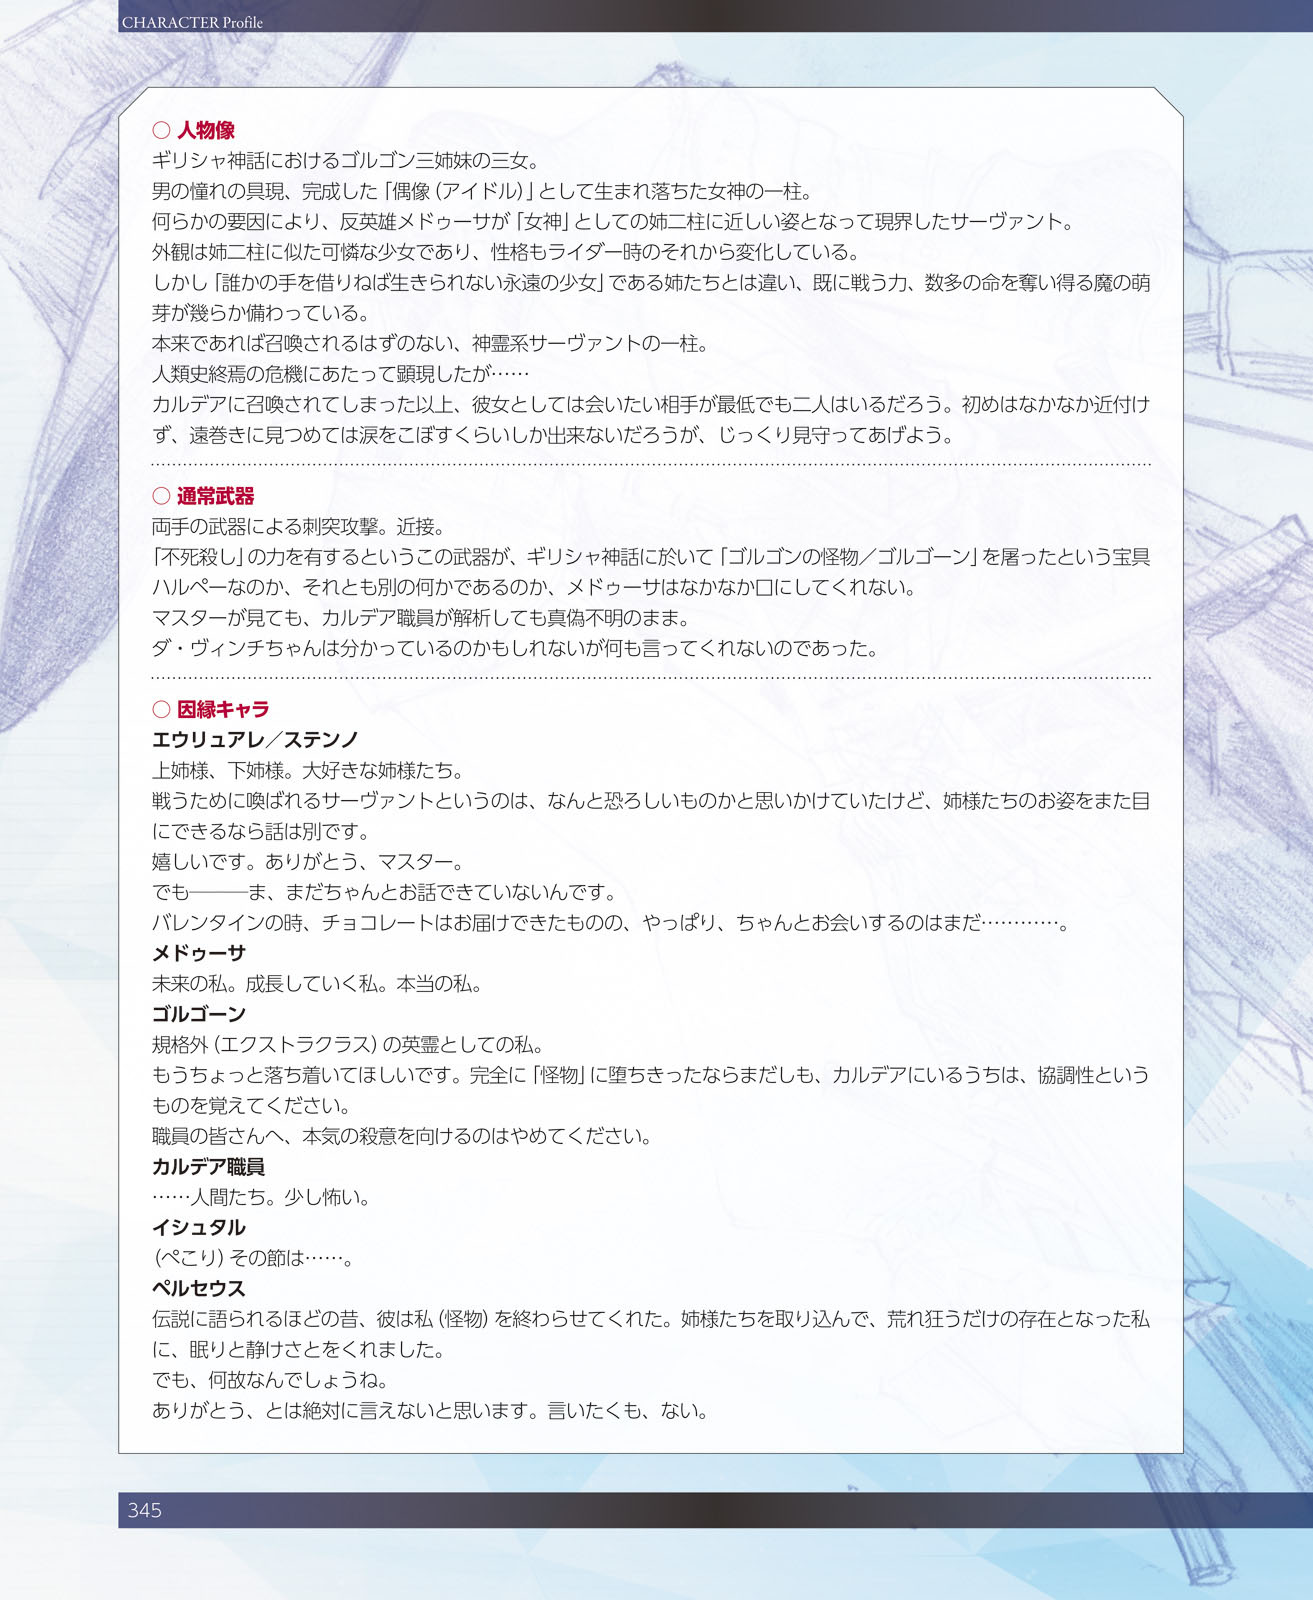 CHARACTER Profile
○ 人物像
ギリシャ神話におけるゴルゴン三姉妹の三女。
男の憧れの具現、完成した「偶像（アイドル）」として生まれ落ちた女神の一柱。
何らかの要因により、反英雄メドゥーサが「女神」としての姉二柱に近しい姿となって現界したサーヴァント。
外観は姉二柱に似た可憐な少女であり、性格もライダー時のそれから変化している。
しかし「誰かの手を借りねば生きられない永遠の少女」である姉たちとは違い、既に戦う力、数多の命を奪い得る魔の萌
芽が幾らか備わっている。
本来であれば召喚されるはずのない、神霊系サーヴァントの一柱。
人類史終焉の危機にあたって顕現したが……
カルデアに召喚されてしまった以上、彼女としては会いたい相手が最低でも二人はいるだろう。初めはなかなか近付け
ず、遠巻きに見つめては涙をこぼすくらいしか出来ないだろうが、じっくり見守ってあげよう。
○ 通常武器
両手の武器による刺突攻撃。近接。
「不死殺し」の力を有するというこの武器が、ギリシャ神話に於いて「ゴルゴンの怪物／ゴルゴーン」を屠ったという宝具
ハルペーなのか、それとも別の何かであるのか、メドゥーサはなかなか口にしてくれない。
マスターが見ても、カルデア職員が解析しても真偽不明のまま。
ダ・ヴィンチちゃんは分かっているのかもしれないが何も言ってくれないのであった。
○ 因縁キャラ
エウリュアレ／ステンノ
上姉様、下姉様。大好きな姉様たち。
戦うために喚ばれるサーヴァントというのは、なんと恐ろしいものかと思いかけていたけど、姉様たちのお姿をまた目
にできるなら話は別です。
嬉しいです。ありがとう、マスター。
でも───ま、まだちゃんとお話できていないんです。
バレンタインの時、チョコレートはお届けできたものの、やっぱり、ちゃんとお会いするのはまだ…………。
メドゥーサ
未来の私。成長していく私。本当の私。
ゴルゴーン
規格外（エクストラクラス）の英霊としての私。
もうちょっと落ち着いてほしいです。完全に「怪物」に堕ちきったならまだしも、カルデアにいるうちは、協調性という
ものを覚えてください。
職員の皆さんへ、本気の殺意を向けるのはやめてください。
カルデア職員
……人間たち。少し怖い。
イシュタル
（ぺこり）その節は……。
ペルセウス
伝説に語られるほどの昔、彼は私（怪物）を終わらせてくれた。姉様たちを取り込んで、荒れ狂うだけの存在となった私
に、眠りと静けさとをくれました。
でも、何故なんでしょうね。
ありがとう、とは絶対に言えないと思います。言いたくも、ない。
345